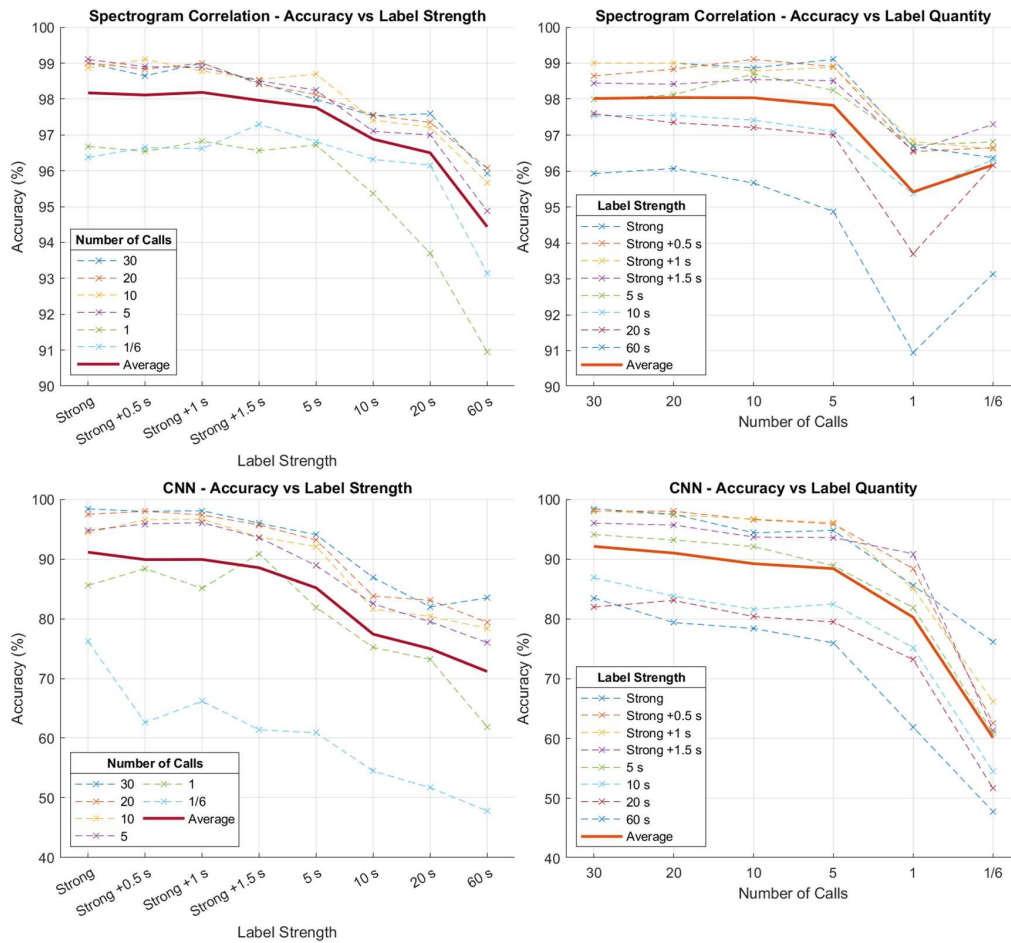 Spectrogram Correlation - Accuracy vs Label Strength
100
99
98
97
96
95
94
93
92
91
90
Accuracy (%)
Number of Calls
30
20
10
5
1
1/6
Average
Strong
Strong +0.5 s
Strong +1 s
Strong +1.5 s
5 s
10 s
20 s
60 s
Label Strength
Spectrogram Correlation - Accuracy vs Label Quantity
100
99
98
97
96
95
94
93
92
91
90
Accuracy (%)
Label Strength
Strong
Strong +0.5 s
Strong +1 s
Strong +1.5 s
5 s
10 s
20 s
60 s
Average
30
20
10
5
1
1/6
Number of Calls
CNN - Accuracy vs Label Strength
100
90
80
70
60
50
40
Accuracy (%)
Number of Calls
30 1
20 1/6
10 Average
5
Strong
Strong +0.5 s
Strong +1 s
Strong +1.5 s
5 s
10 s
20 s
60 s
Label Strength
CNN - Accuracy vs Label Quantity
100
90
80
70
60
50
40
Accuracy (%)
Label Strength
Strong
Strong +0.5 s
Strong +1 s
Strong +1.5 s
5 s
10 s
20 s
60 s
Average
30
20
10
5
1
1/6
Number of Calls